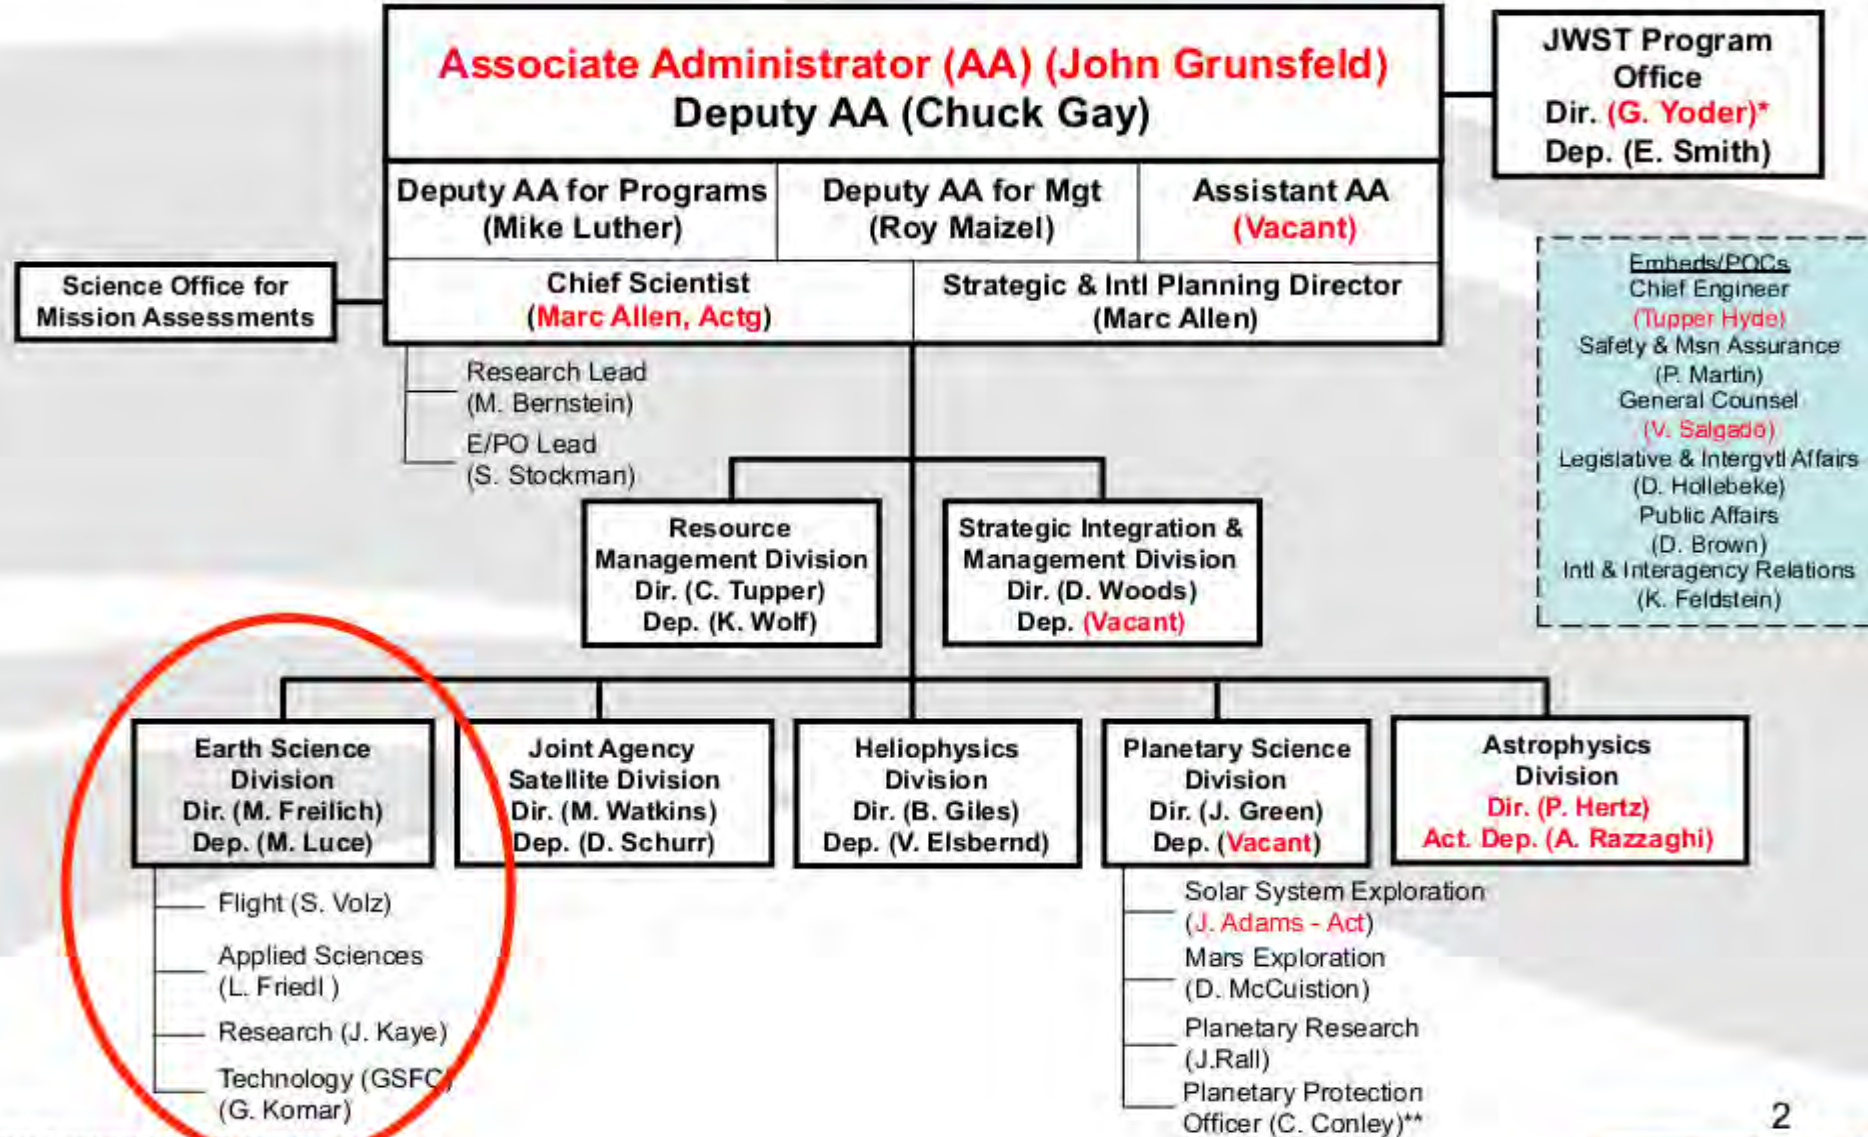 Associate Administrator (AA) (John Grunsfeld)
Deputy AA (Chuck Gay)
JWST Program
Office
Dir. (G. Yoder)*
Dep. (E. Smith)
Deputy AA for Programs
(Mike Luther)
Deputy AA for Mgt
(Roy Maizel)
Assistant AA
(Vacant)
Science Office for
Mission Assessments
Chief Scientist
(Marc Allen, Actg)
Strategic & Intl Planning Director
(Marc Allen)
Embeds/POCs
Chief Engineer
(Tupper Hyde)
Safety & Msn Assurance
(P. Martin)
General Counsel
(V. Salgado)
Legislative & Intergvtl Affairs
(D. Hollebeke)
Public Affairs
(D. Brown)
Intl & Interagency Relations
(K. Feldstein)
Research Lead
(M. Bernstein)
E/PO Lead
(S. Stockman)
Resource
Management Division
Dir. (C. Tupper)
Dep. (K. Wolf)
Strategic Integration &
Management Division
Dir. (D. Woods)
Dep. (Vacant)
Earth Science
Division
Dir. (M. Freilich)
Dep. (M. Luce)
Joint Agency
Satellite Division
Dir. (M. Watkins)
Dep. (D. Schurr)
Heliophysics
Division
Dir. (B. Giles)
Dep. (V. Elsbernd)
Planetary Science
Division
Dir. (J. Green)
Dep. (Vacant)
Astrophysics
Division
Dir. (P. Hertz)
Act. Dep. (A. Razzaghi)
Flight (S. Volz)
Applied Sciences
(L. Friedl )
Research (J. Kaye)
Technology (GSFC)
(G. Komar)
Solar System Exploration
(J. Adams - Act)
Mars Exploration
(D. McCuistion)
Planetary Research
(J.Rall)
Planetary Protection
Officer (C. Conley)**
2